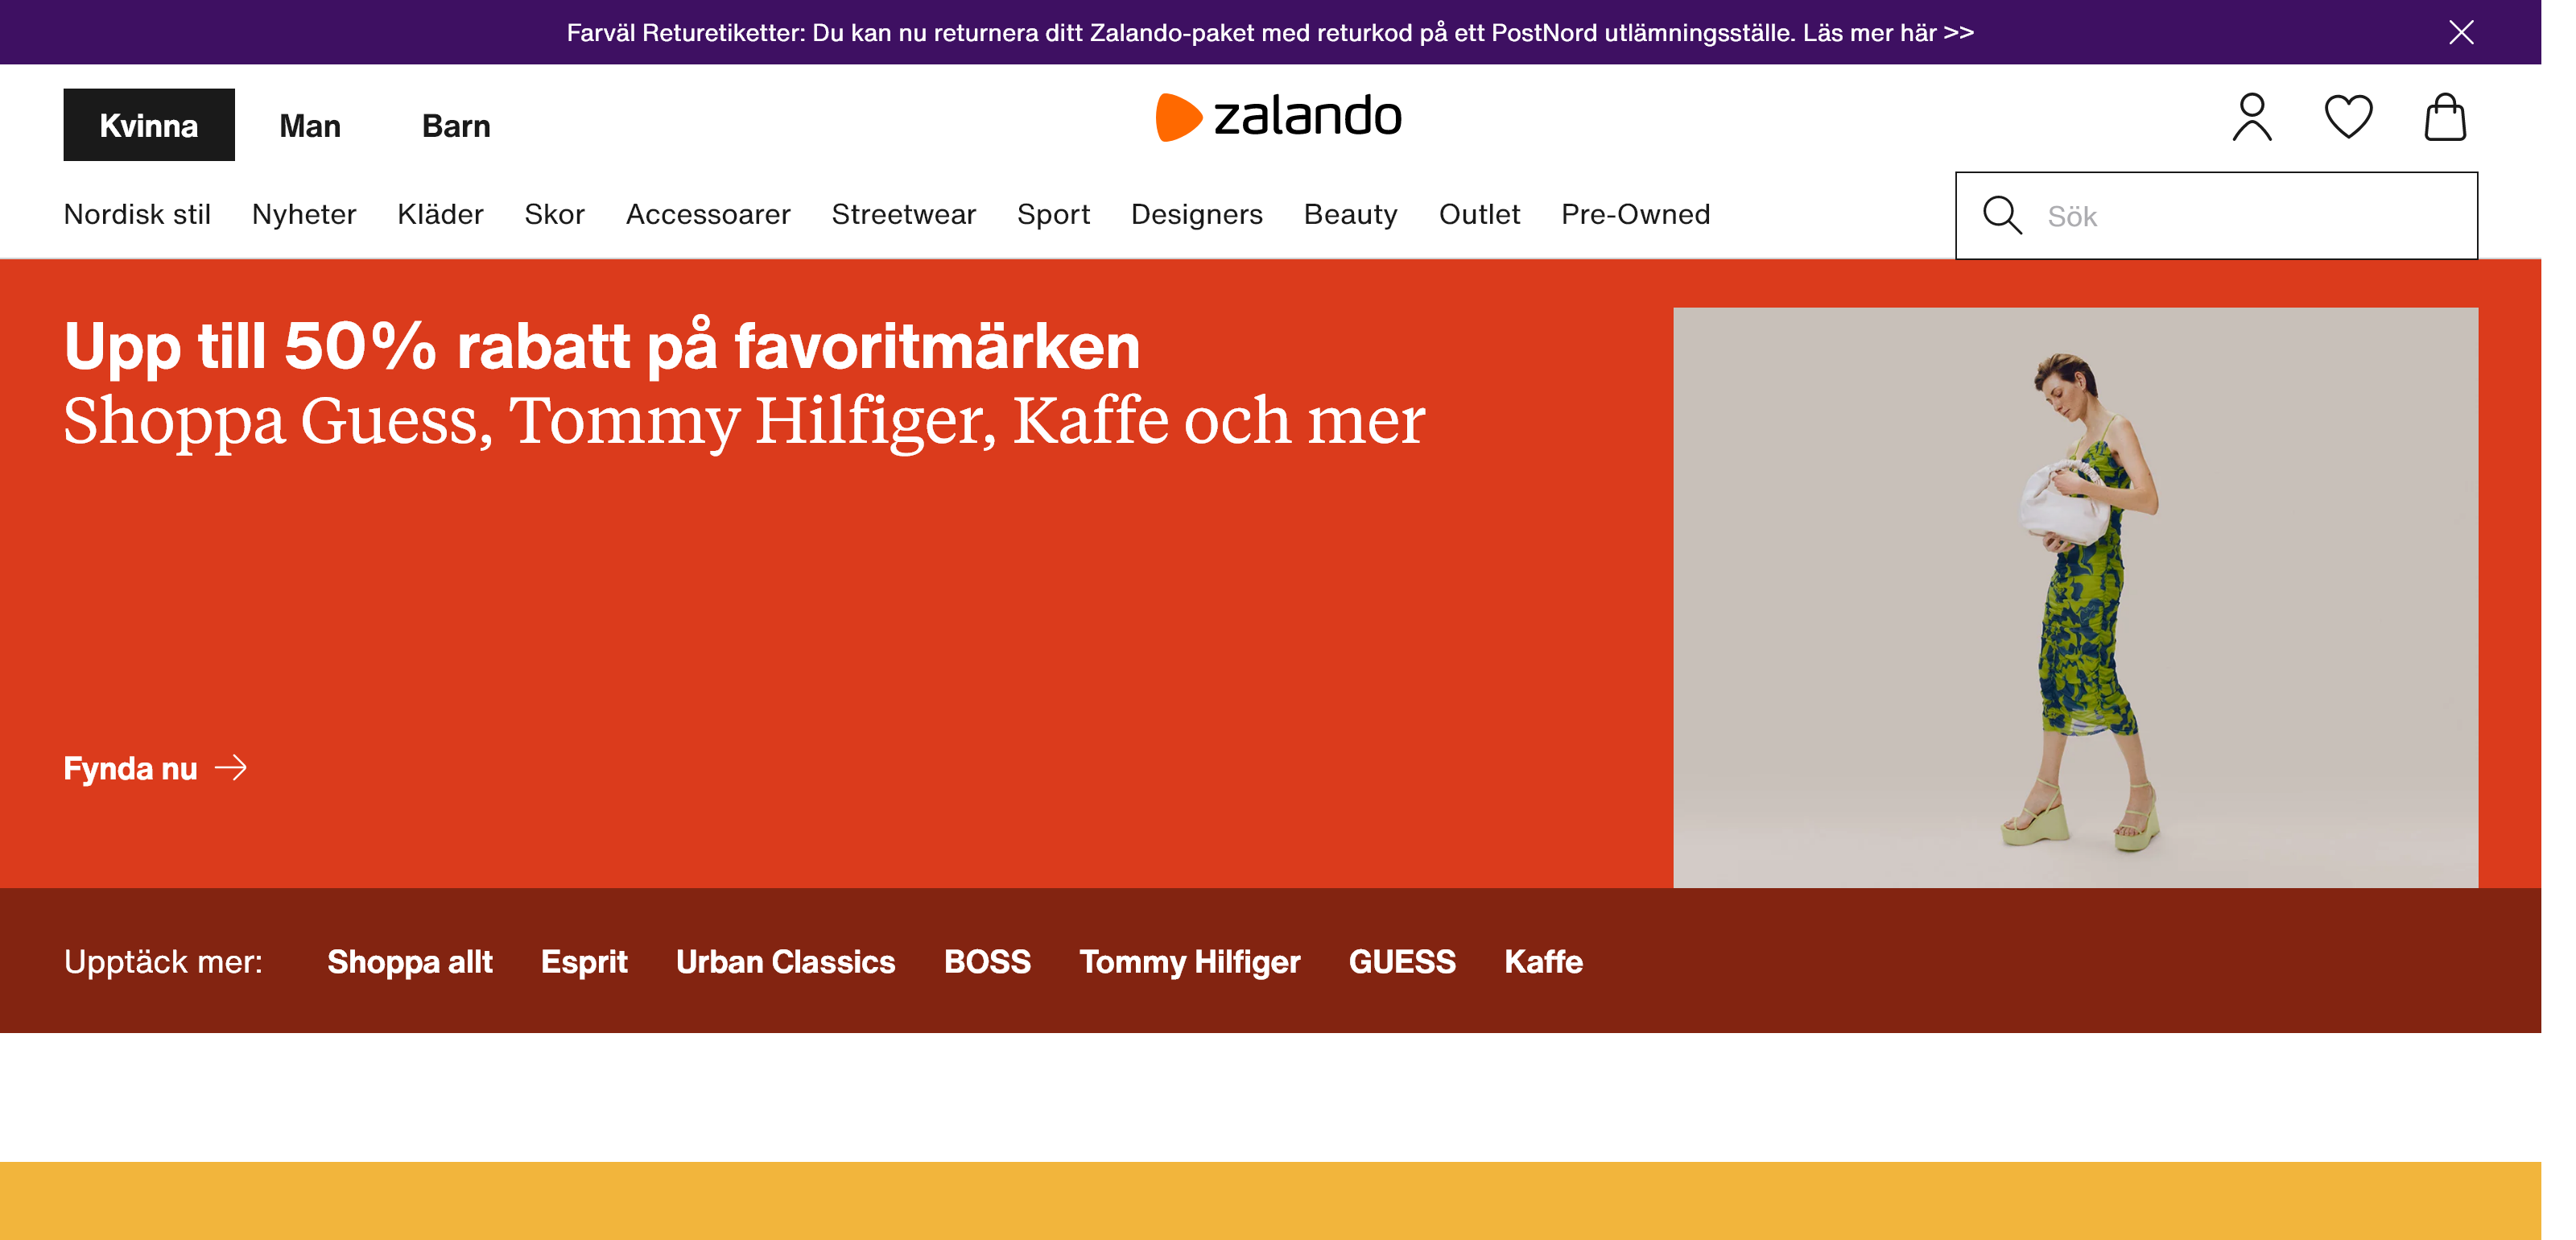 Farväl Returetiketter: Du kan nu returnera ditt Zalando-paket med returkod på ett PostNord utlämningsställe. Läs mer här >>
Kvinna Man Barn
zalando
Nordisk stil Nyheter Kläder Skor Accessoarer Streetwear Sport Designers Beauty Outlet Pre-Owned
Sök
Upp till 50% rabatt på favoritmärken
Shoppa Guess, Tommy Hilfiger, Kaffe och mer
Fynda nu
Upptäck mer: Shoppa allt Esprit Urban Classics BOSS Tommy Hilfiger GUESS Kaffe